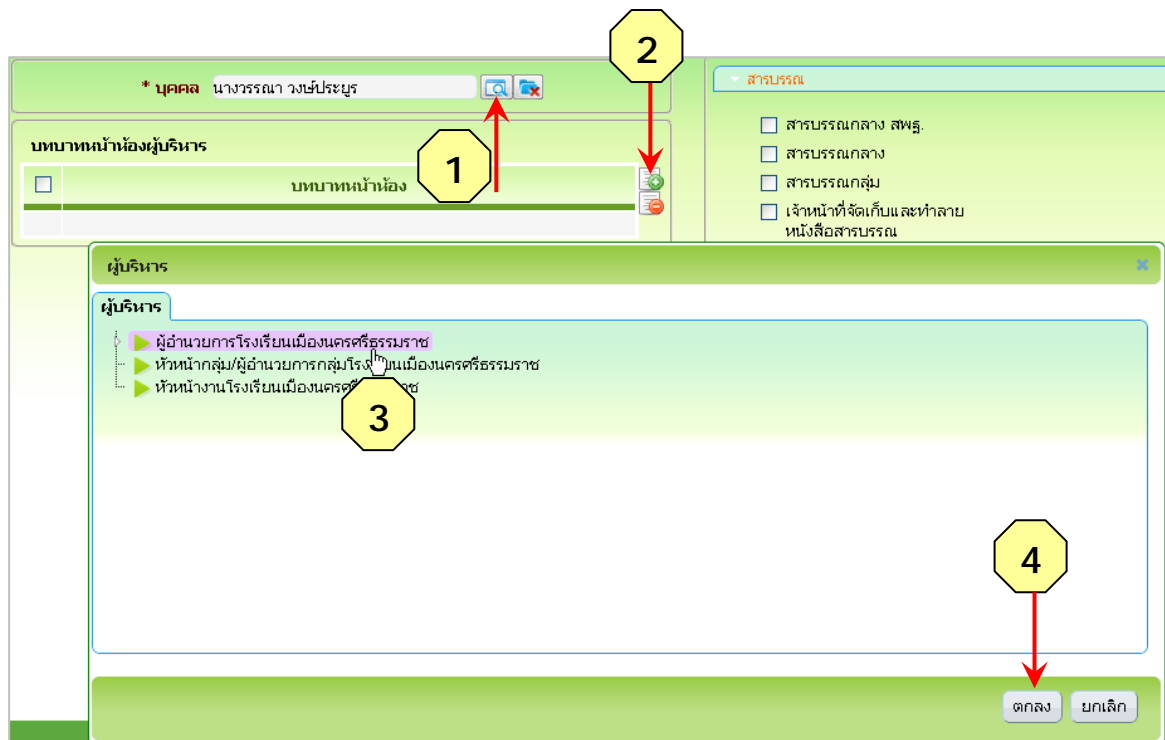 2
* บุคคล นางวรรณา วงษ์ประยูร
สารบรรณ
1
บทบาทหน้าห้องผู้บริหาร
บทบาทหน้าห้อง
สารบรรณกลาง สพฐ.
สารบรรณกลาง
สารบรรณกลุ่ม
เจ้าหน้าที่จัดเก็บและทำลาย
หนังสือสารบรรณ
ผู้บริหาร
ผู้บริหาร
ผู้อำนวยการโรงเรียนเมืองนครศรีธรรมราช
หัวหน้ากลุ่ม/ผู้อำนวยการกลุ่มโรงเรียนเมืองนครศรีธรรมราช
หัวหน้างานโรงเรียนเมืองนครศรีธรรมราช
3
4
ตกลง ยกเลิก